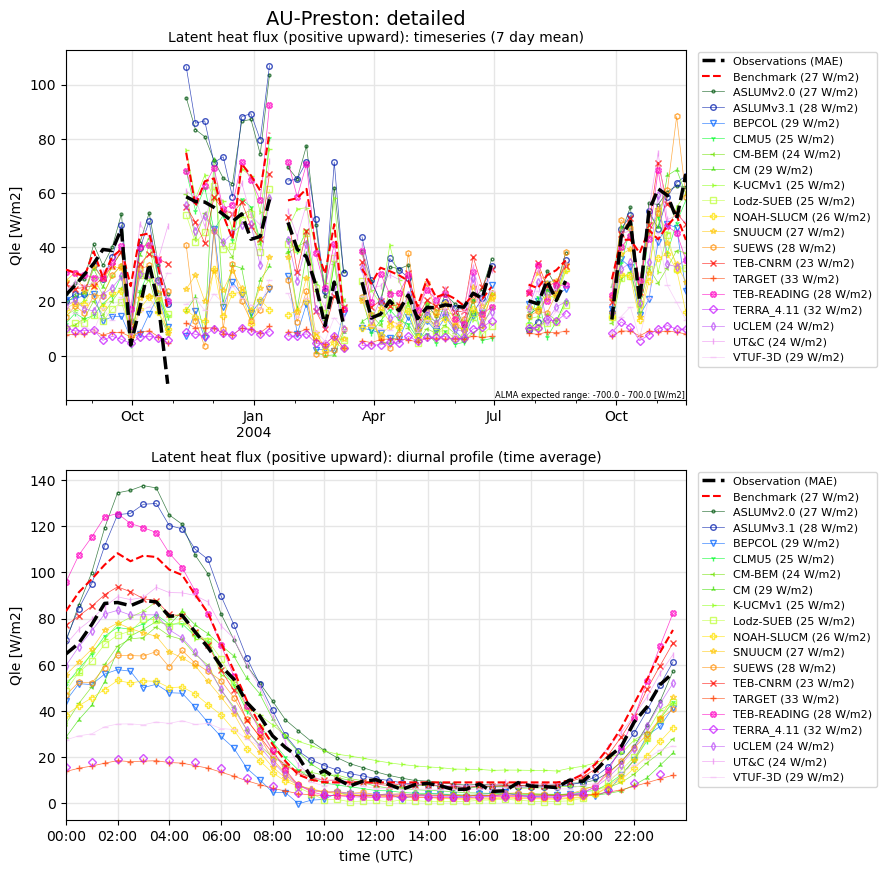 AU-Preston: detailed
Latent heat flux (positive upward): timeseries (7 day mean)
Qle [W/m2]
100
80
60
40
20
0
Oct
Jan
2004
Apr
Jul
Oct
ALMA expected range: -700.0 - 700.0 [W/m2]
Observations (MAE)
Benchmark (27 W/m2)
ASLUMv2.0 (27 W/m2)
ASLUMv3.1 (28 W/m2)
BEPCOL (29 W/m2)
CLMU5 (25 W/m2)
CM-BEM (24 W/m2)
CM (29 W/m2)
K-UCMv1 (25 W/m2)
Lodz-SUEB (25 W/m2)
NOAH-SLUCM (26 W/m2)
SNUUCM (27 W/m2)
SUEWS (28 W/m2)
TEB-CNRM (23 W/m2)
TARGET (33 W/m2)
TEB-READING (28 W/m2)
TERRA_4.11 (32 W/m2)
UCLEM (24 W/m2)
UT&C (24 W/m2)
VTUF-3D (29 W/m2)
Latent heat flux (positive upward): diurnal profile (time average)
Qle [W/m2]
140
120
100
80
60
40
20
0
00:00
02:00
04:00
06:00
08:00
10:00
12:00
14:00
16:00
18:00
20:00
22:00
time (UTC)
Observation (MAE)
Benchmark (27 W/m2)
ASLUMv2.0 (27 W/m2)
ASLUMv3.1 (28 W/m2)
BEPCOL (29 W/m2)
CLMU5 (25 W/m2)
CM-BEM (24 W/m2)
CM (29 W/m2)
K-UCMv1 (25 W/m2)
Lodz-SUEB (25 W/m2)
NOAH-SLUCM (26 W/m2)
SNUUCM (27 W/m2)
SUEWS (28 W/m2)
TEB-CNRM (23 W/m2)
TARGET (33 W/m2)
TEB-READING (28 W/m2)
TERRA_4.11 (32 W/m2)
UCLEM (24 W/m2)
UT&C (24 W/m2)
VTUF-3D (29 W/m2)